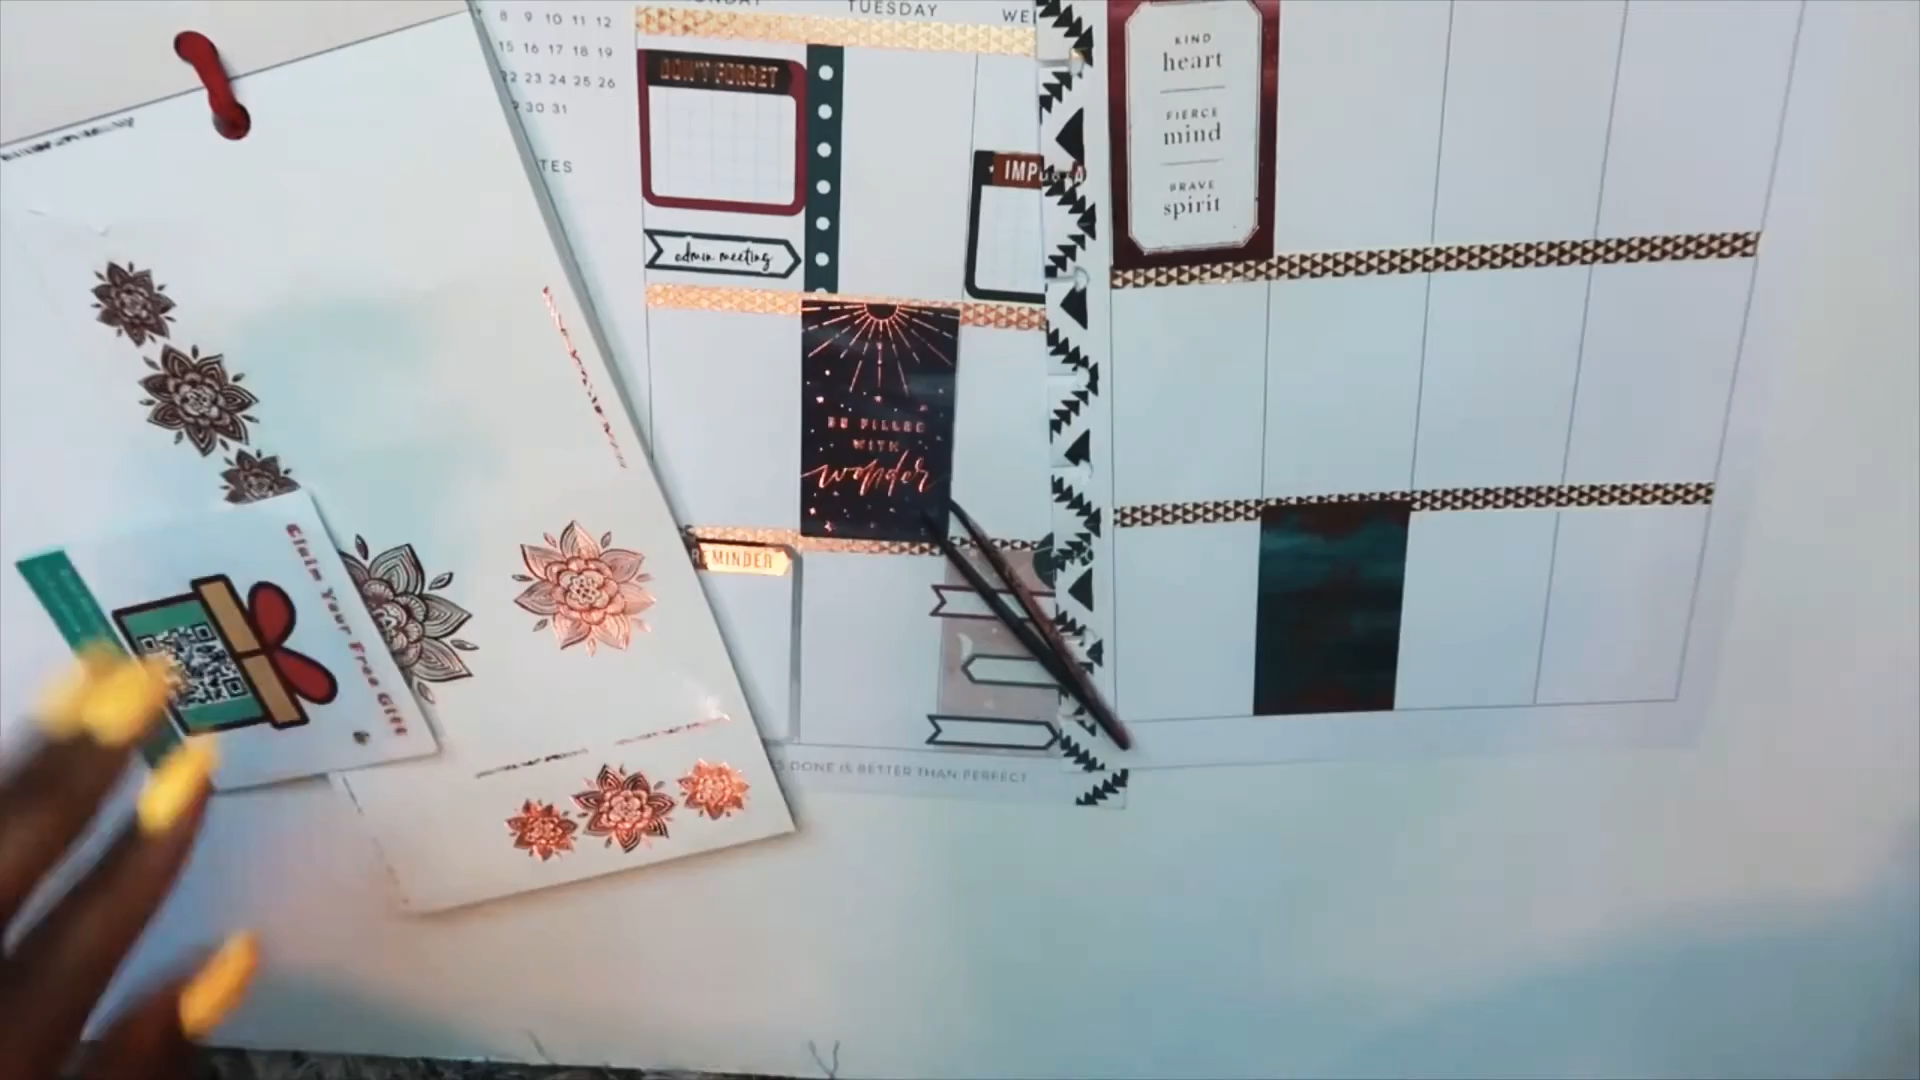 8 9 10 11 12
15 16 17 18 19
22 23 24 25 26
30 31
TUESDAY
DON'T FORGET
admin meeting
BE FILLED
WITH
wonder
REMINDER
S DONE IS BETTER THAN PERFECT
KIND
heart
FIERCE
mind
BRAVE
spirit
Claim Your Free Gift